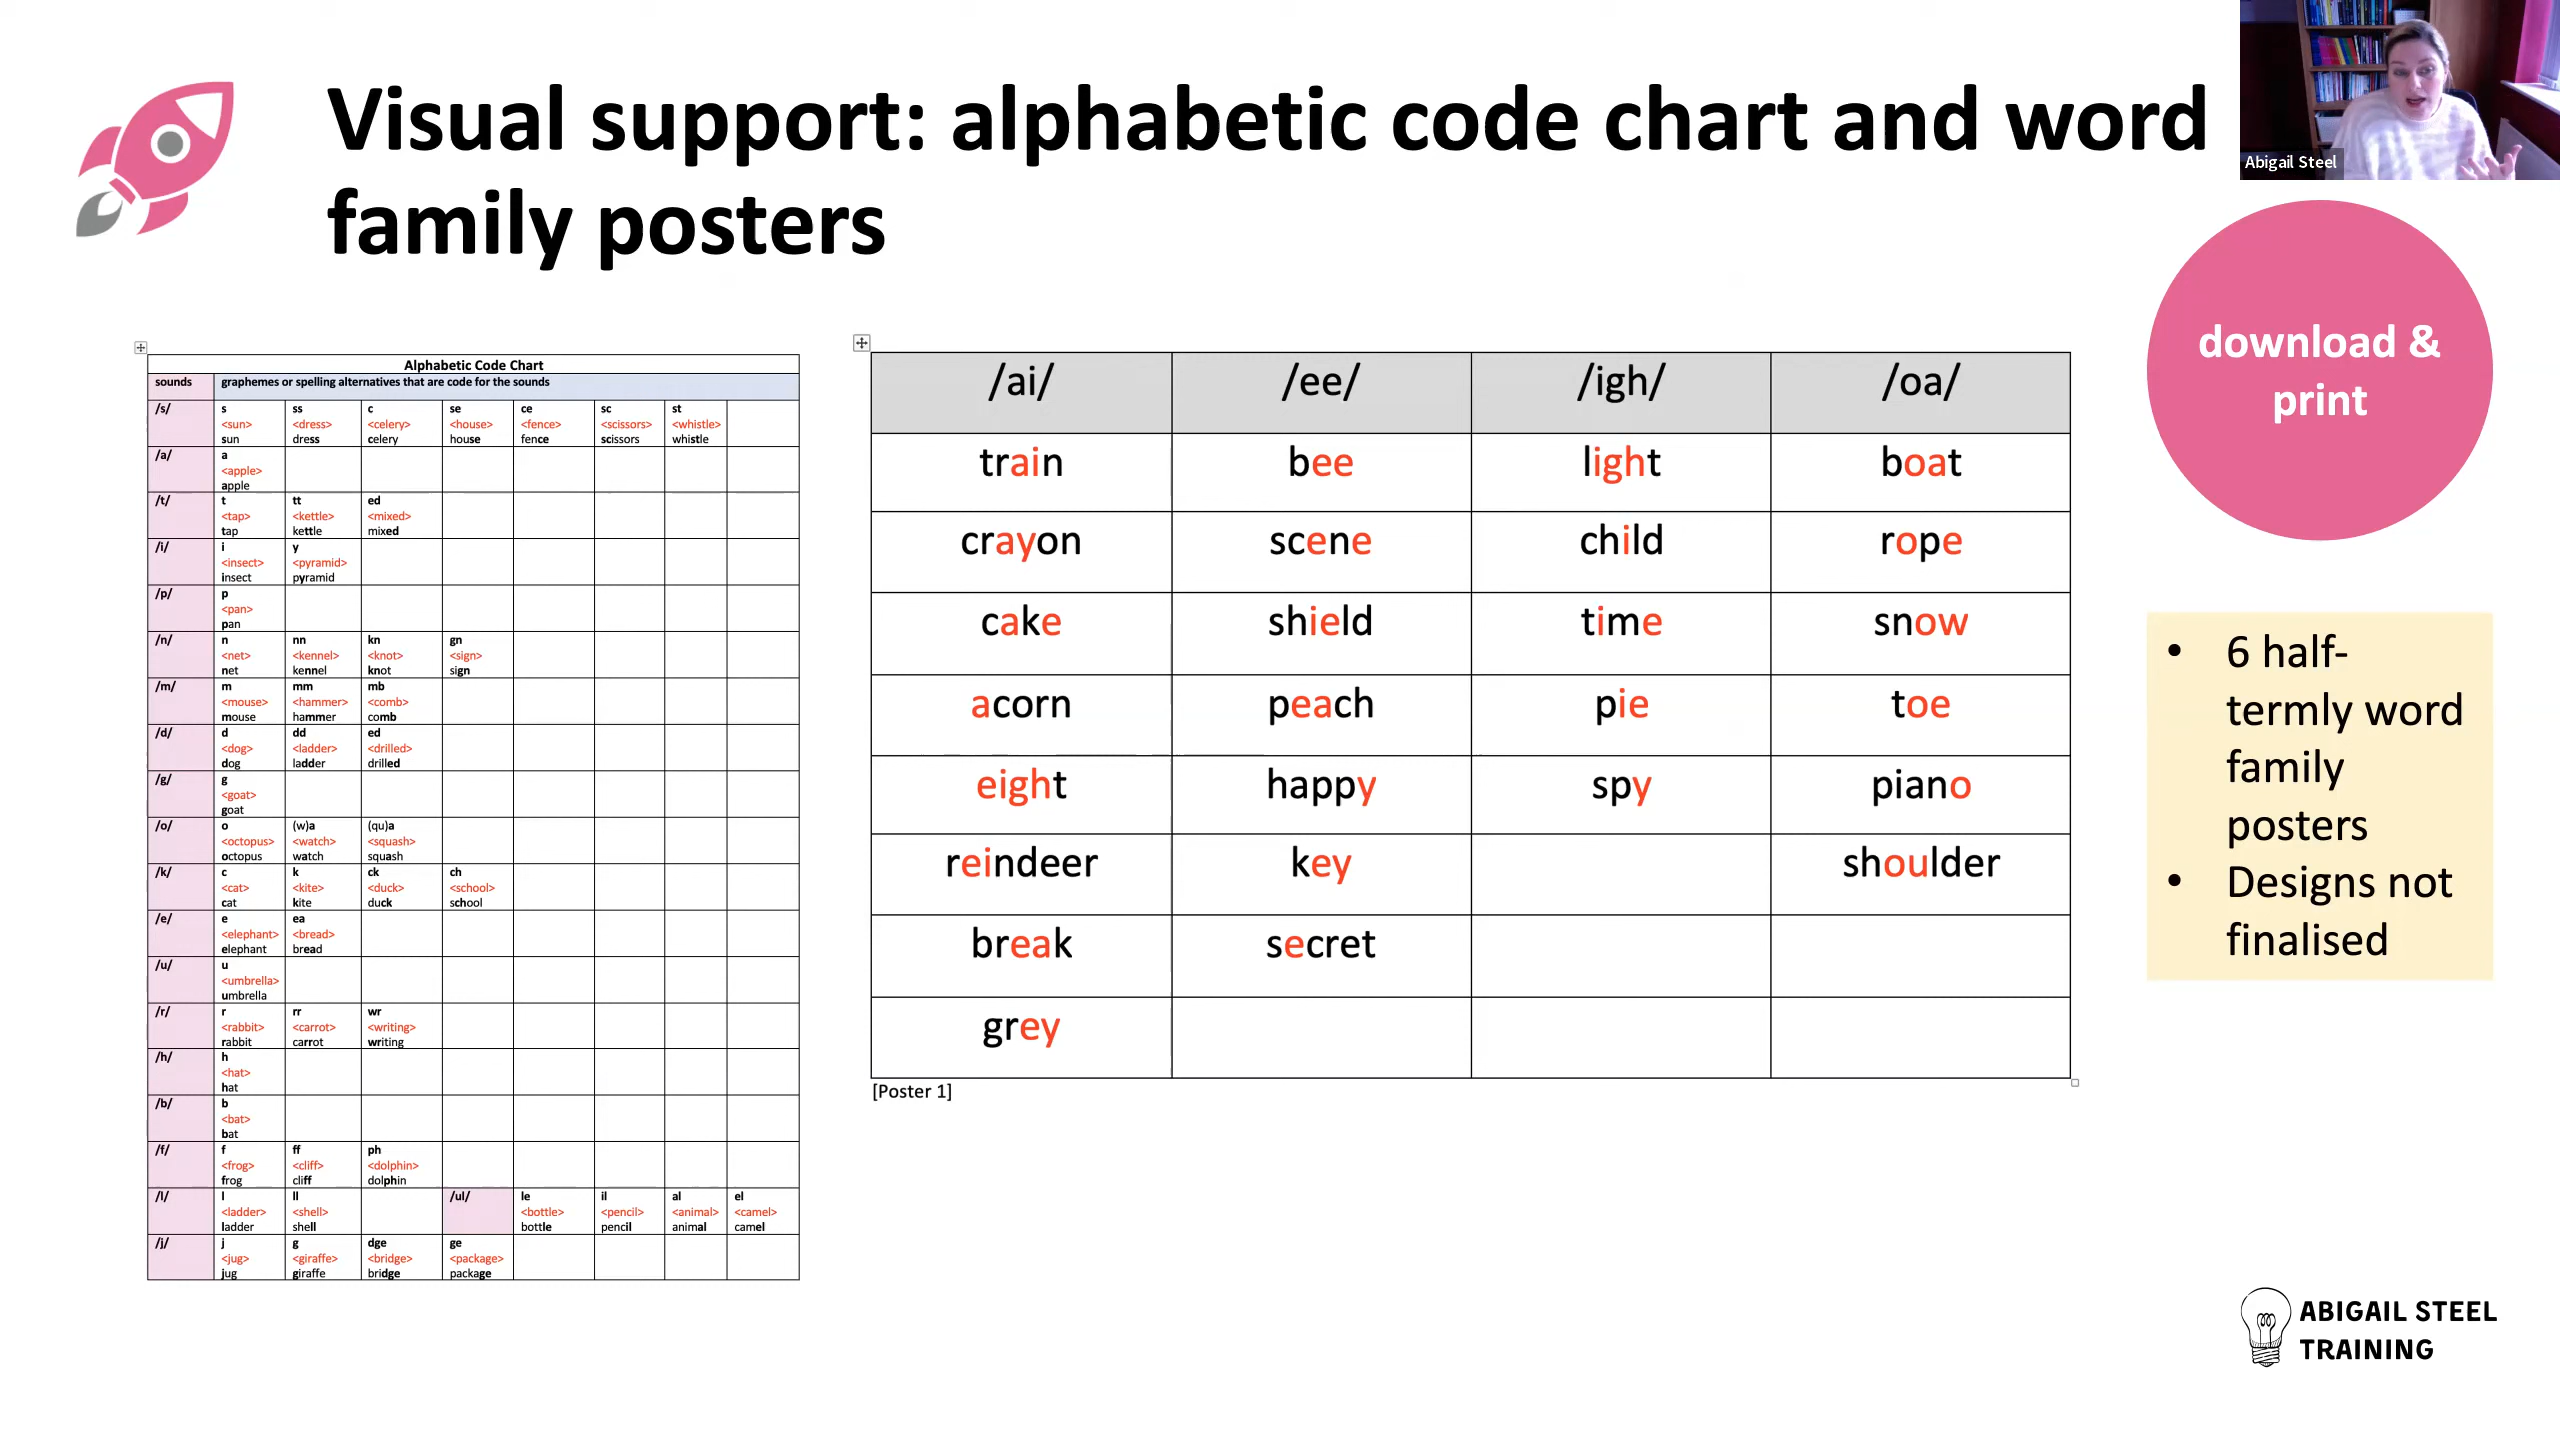 Visual support: alphabetic code chart and word
family posters
Abigail Steel
download &
print
Alphabetic Code Chart
sounds graphemes or spelling alternatives that are code for the sounds
/s/ s ss c se ce sc st
<sun> <dress> <celery> <house> <fence> <scissors> <whistle>
sun dress celery house fence scissors whistle
/a/ a
<apple>
apple
/t/ t tt ed
<tap> <kettle> <mixed>
tap kettle mixed
/i/ i y
<insect> <pyramid>
insect pyramid
/p/ p
<pan>
pan
/n/ n nn kn gn
<net> <kennel> <knot> <sign>
net kennel knot sign
/m/ m mm mb
<mouse> <hammer> <comb>
mouse hammer comb
/d/ d dd ed
<dog> <ladder> <drilled>
dog ladder drilled
/g/ g
<goat>
goat
/o/ o (w)a (qu)a
<octopus> <watch> <squash>
octopus watch squash
/k/ c k ck ch
<cat> <kite> <duck> <school>
cat kite duck school
/e/ e ea
<elephant> <bread>
elephant bread
/u/ u
<umbrella>
umbrella
/r/ r rr wr
<rabbit> <carrot> <writing>
rabbit carrot writing
/h/ h
<hat>
hat
/b/ b
<bat>
bat
/f/ f ff ph
<frog> <cliff> <dolphin>
frog cliff dolphin
/l/ l ll /ul/ le il al el
<ladder> <shell> <bottle> <pencil> <animal> <camel>
ladder shell bottle pencil animal camel
/j/ j g dge ge
<jug> <giraffe> <bridge> <package>
jug giraffe bridge package
/ai/ /ee/ /igh/ /oa/
train bee light boat
crayon scene child rope
cake shield time snow
acorn peach pie toe
eight happy spy piano
reindeer key shoulder
break secret
grey
[Poster 1]
• 6 half-
termly word
family
posters
• Designs not
finalised
ABIGAIL STEEL
TRAINING